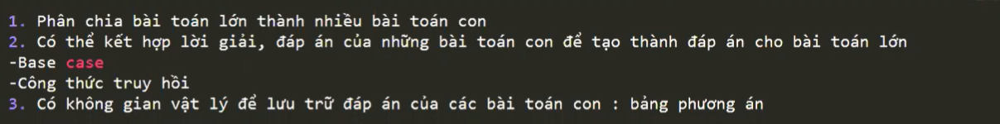 1. Phân chia bài toán lớn thành nhiều bài toán con
2. Có thể kết hợp lời giải, đáp án của những bài toán con để tạo thành đáp án cho bài toán lớn
-Base case
-Công thức truy hồi
3. Có không gian vật lý để lưu trữ đáp án của các bài toán con : bảng phương án